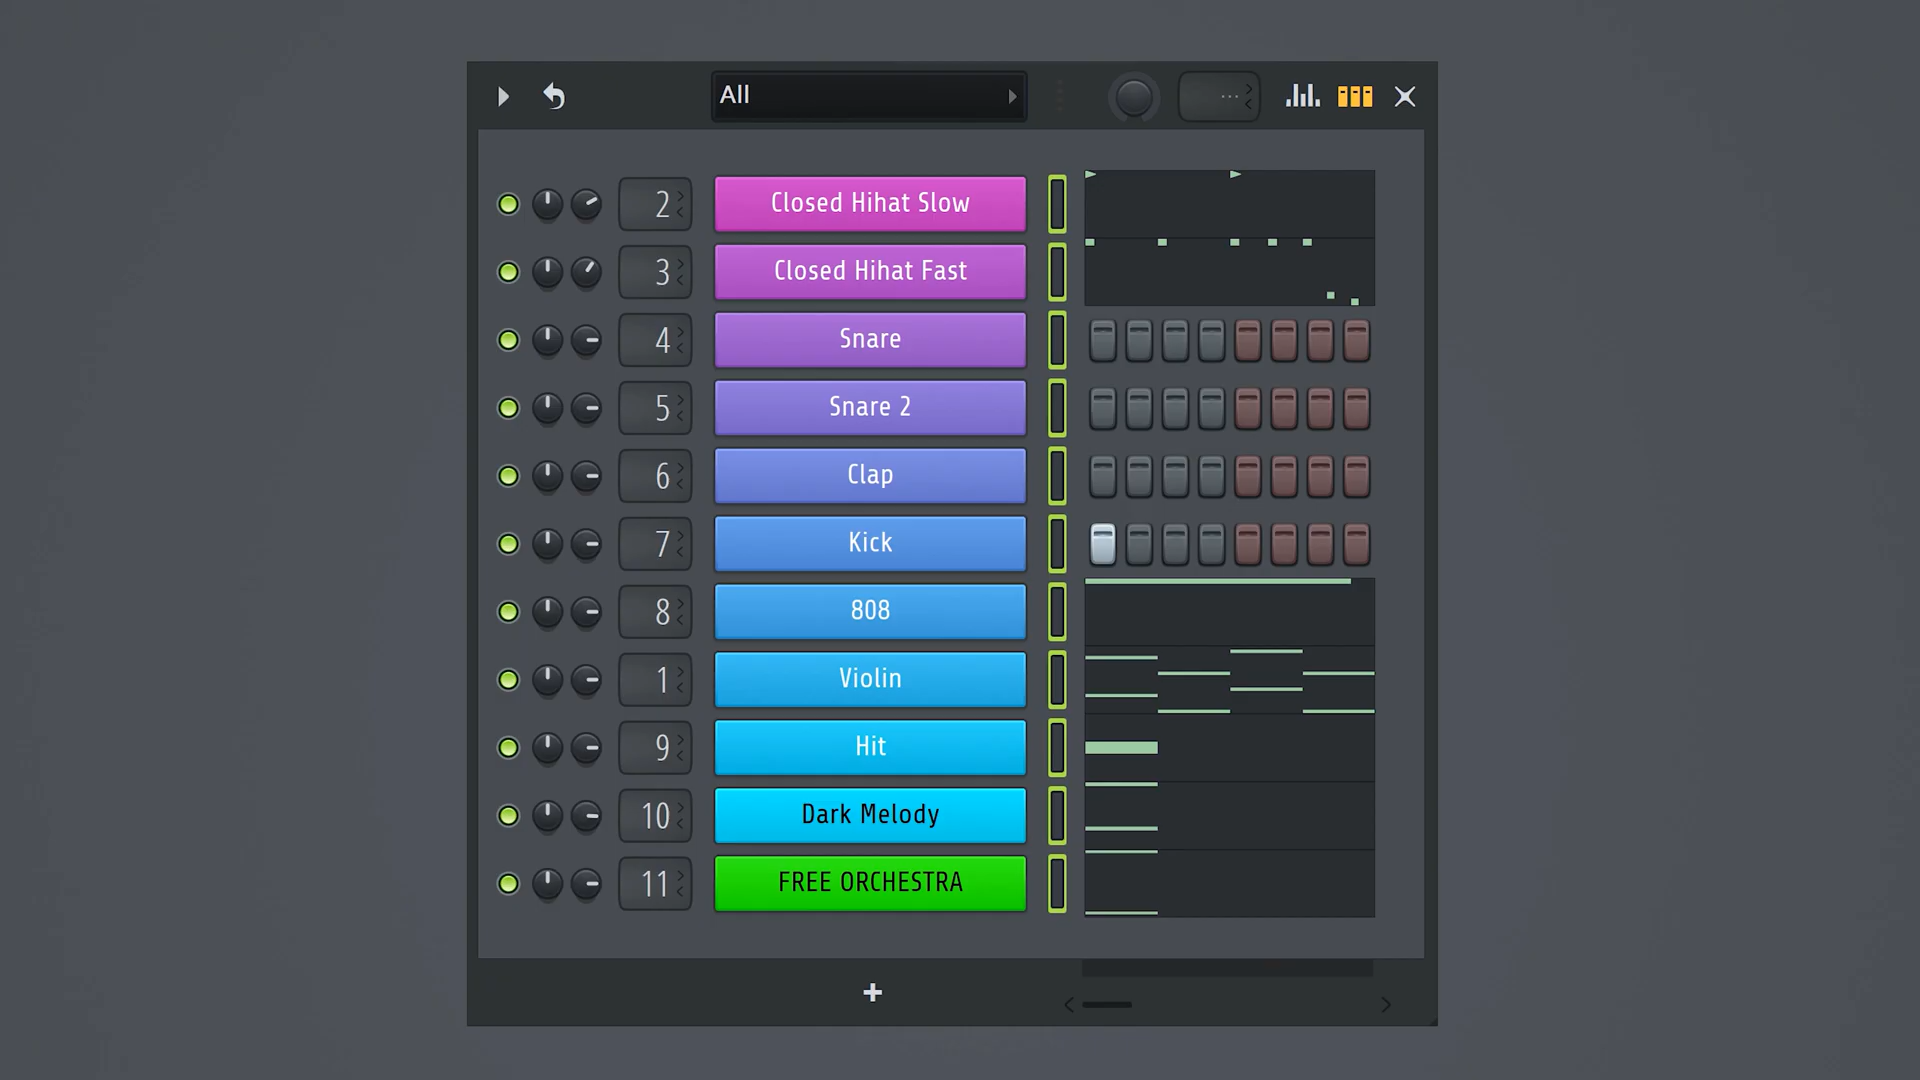 All
2 Closed Hihat Slow
3 Closed Hihat Fast
4 Snare
5 Snare 2
6 Clap
7 Kick
8 808
1 Violin
9 Hit
10 Dark Melody
11 FREE ORCHESTRA